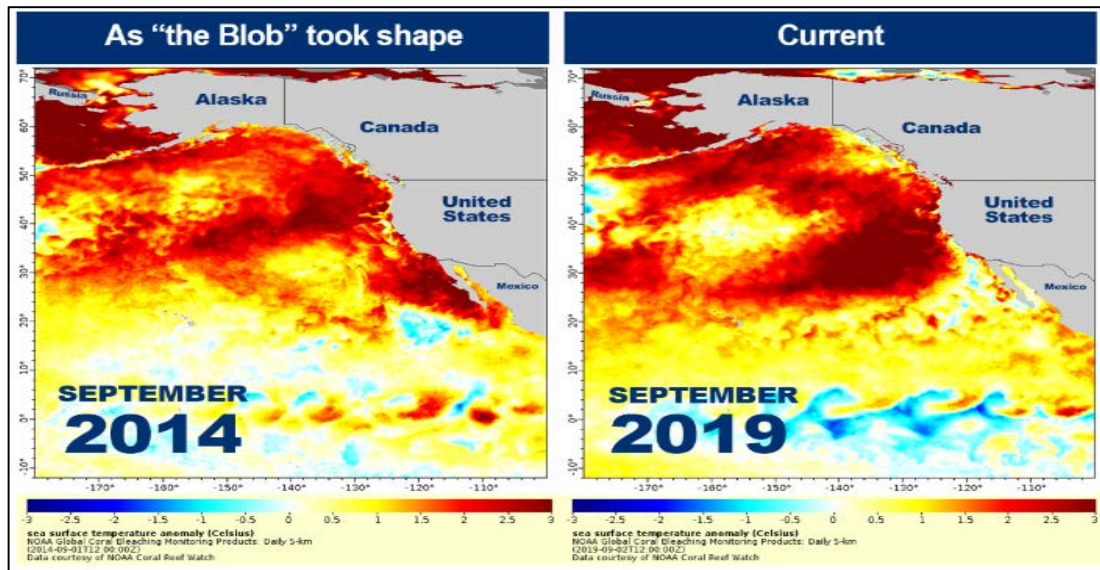 As “the Blob” took shape
Russia
Alaska
Canada
United
States
Mexico
SEPTEMBER
2014
70°
60°
50°
40°
30°
20°
10°
0°
-10°
-170° -160° -150° -140° -130° -120° -110°
-3 -2.5 -2 -1.5 -1 -0.5 0 0.5 1 1.5 2 2.5 3
sea surface temperature anomaly (Celsius)
NOAA Global Coral Bleaching Monitoring Products: Daily 5-km
(2014-09-01T12:00:00Z)
Data courtesy of NOAA Coral Reef Watch
Current
Russia
Alaska
Canada
United
States
Mexico
SEPTEMBER
2019
70°
60°
50°
40°
30°
20°
10°
0°
-10°
-170° -160° -150° -140° -130° -120° -110°
-3 -2.5 -2 -1.5 -1 -0.5 0 0.5 1 1.5 2 2.5 3
sea surface temperature anomaly (Celsius)
NOAA Global Coral Bleaching Monitoring Products: Daily 5-km
(2019-09-02T12:00:00Z)
Data courtesy of NOAA Coral Reef Watch